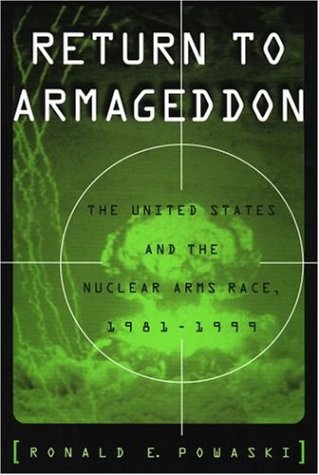 RETURN TO
ARMAGEDDON
THE UNITED STATES
AND THE
NUCLEAR ARMS RACE,
1981-1999
[RONALD E. POWASKI]